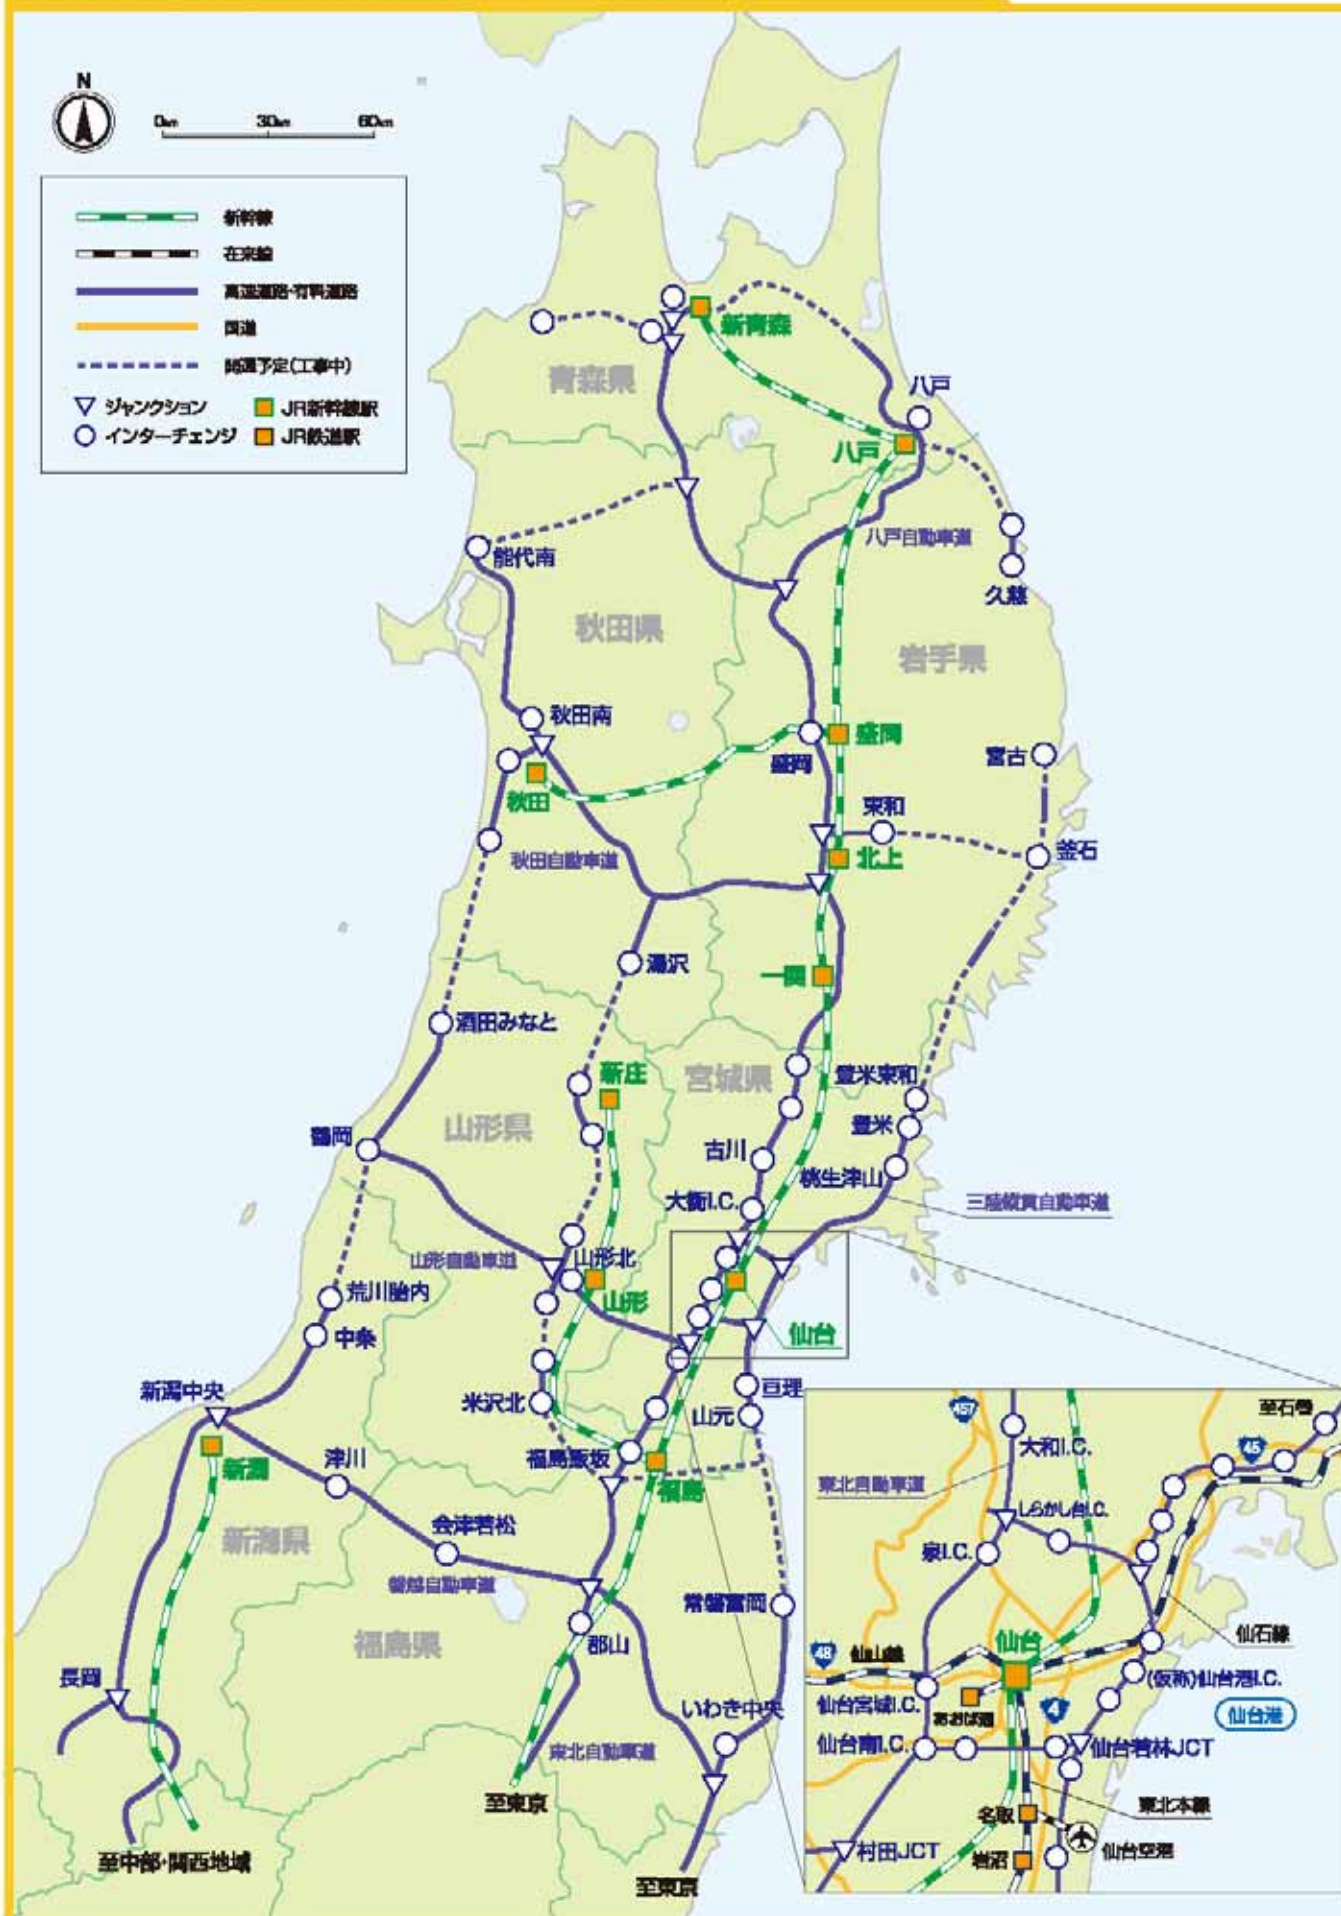 N
0km 30km 60km
新幹線
在来線
高速道路・有料道路
国道
開通予定(工事中)
ジャンクション
JR新幹線駅
インターチェンジ
JR鉄道駅
新青森
青森県
八戸
八戸
八戸自動車道
能代南
久慈
秋田県
岩手県
秋田南
盛岡
盛岡
宮古
秋田
東和
北上
釜石
秋田自動車道
湯沢
一関
酒田みなと
新庄
宮城県
登米東和
山形県
登米
鶴岡
古川
桃生津山
大衡I.C.
三陸縦貫自動車道
山形自動車道
山形北
荒川胎内
山形
中条
仙台
新潟中央
米沢北
亘理
山元
津川
福島飯坂
新潟
福島
会津若松
新潟県
磐越自動車道
常磐富岡
郡山
福島県
長岡
いわき中央
東北自動車道
至東京
至中部・関西地域
至東京
457
至石巻
大和I.C.
45
東北自動車道
しらかし台I.C.
泉I.C.
仙台
仙石線
48
仙山線
(仮称)仙台港I.C.
仙台宮城I.C.
あおば通
4
仙台港
仙台南I.C.
仙台若林JCT
名取
東北本線
村田JCT
岩沼
仙台空港